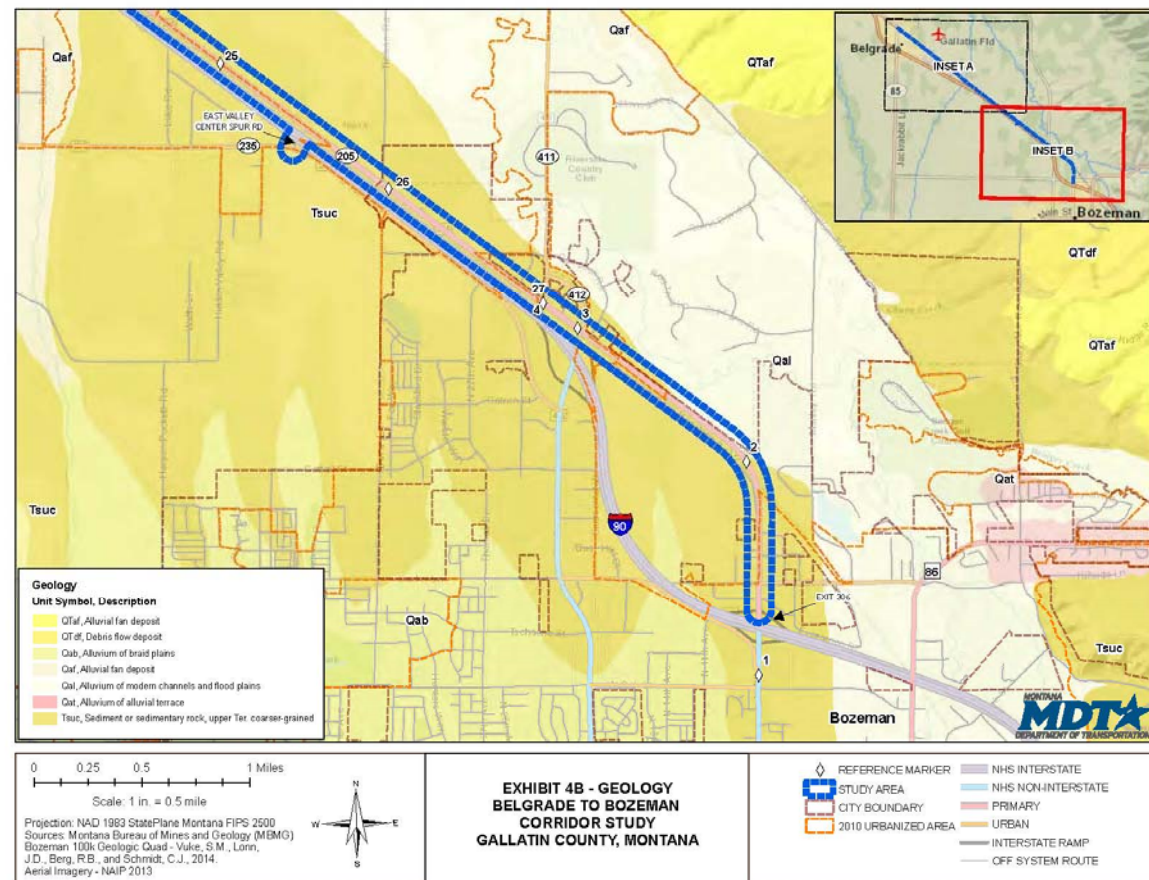 Qaf
Qaf
QTaf
25
EAST VALLEY
CENTER SPUR RD
235
205
411
Riverside
Country
Club
26
Tsuc
27
4
412
3
Belgrade
Gallatin Fld
INSET A
85
Jackrabbit Ln
INSET B
Main St
Bozeman
QTdf
QTaf
Qal
2
Qat
Tsuc
90
86
EXIT 306
Qab
1
Bozeman
Tsuc
Geology
Unit Symbol, Description
QTaf, Alluvial fan deposit
QTdf, Debris flow deposit
Qab, Alluvium of braid plains
Qaf, Alluvial fan deposit
Qal, Alluvium of modern channels and flood plains
Qat, Alluvium of alluvial terrace
Tsuc, Sediment or sedimentary rock, upper Ter. coarser-grained
MONTANA
MDT
DEPARTMENT OF TRANSPORTATION
0 0.25 0.5 1 Miles
Scale: 1 in. = 0.5 mile
Projection: NAD 1983 StatePlane Montana FIPS 2500
Sources: Montana Bureau of Mines and Geology (MBMG)
Bozeman 100k Geologic Quad - Vuke, S.M., Lonn,
J.D., Berg, R.B., and Schmidt, C.J., 2014.
Aerial Imagery - NAIP 2013
N
W E
S
EXHIBIT 4B - GEOLOGY
BELGRADE TO BOZEMAN
CORRIDOR STUDY
GALLATIN COUNTY, MONTANA
REFERENCE MARKER
STUDY AREA
CITY BOUNDARY
2010 URBANIZED AREA
NHS INTERSTATE
NHS NON-INTERSTATE
PRIMARY
URBAN
INTERSTATE RAMP
OFF SYSTEM ROUTE